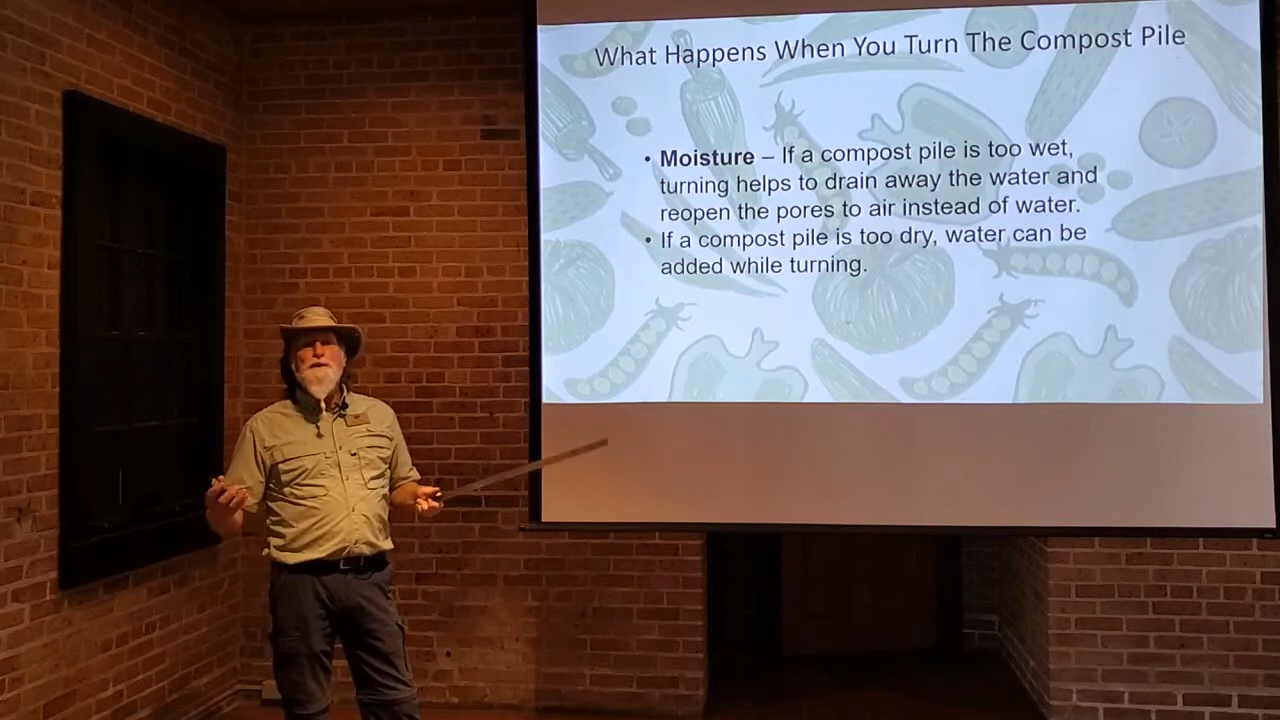 What Happens When You Turn The Compost Pile
• Moisture – If a compost pile is too wet,
turning helps to drain away the water and
reopen the pores to air instead of water.
• If a compost pile is too dry, water can be
added while turning.